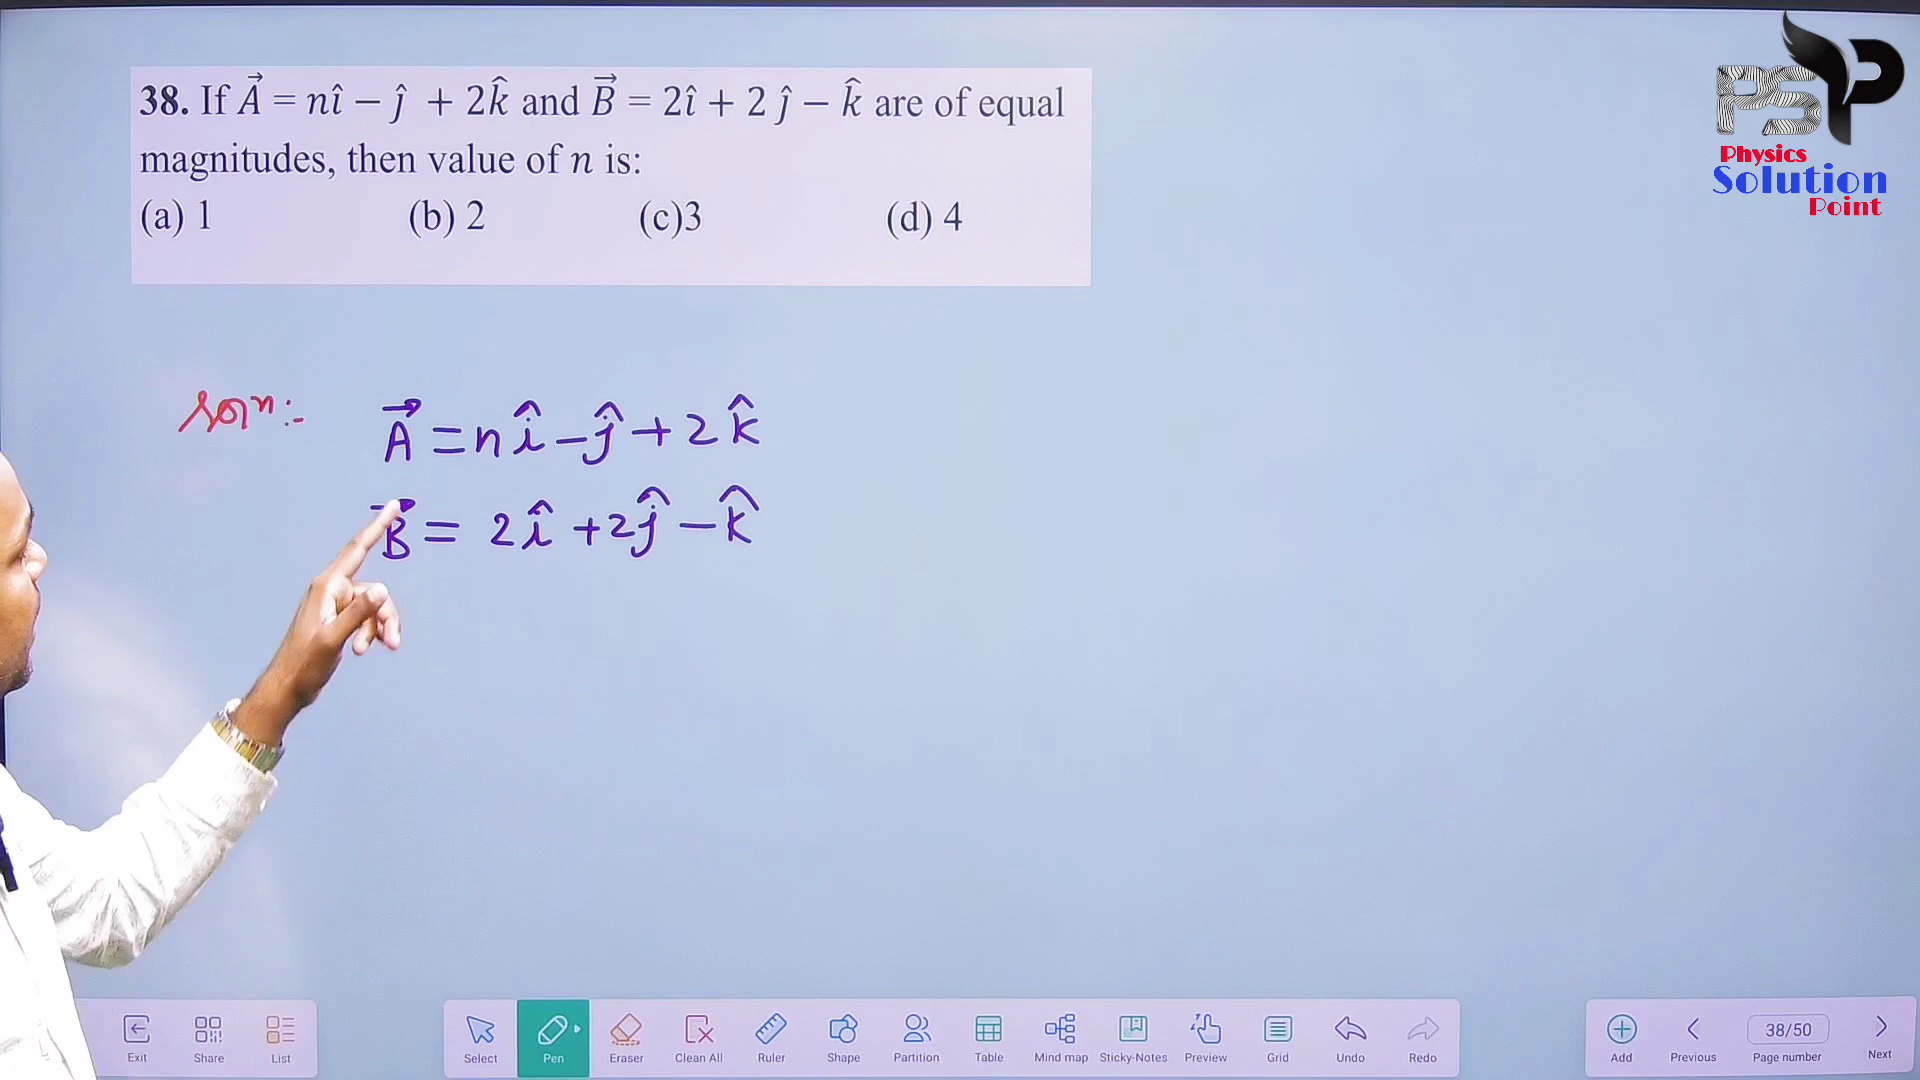 38. If A⃗ = nî − ĵ + 2k̂ and B⃗ = 2î + 2ĵ − k̂ are of equal
magnitudes, then value of n is:
(a) 1 (b) 2 (c)3 (d) 4
PSP
Physics
Solution
Point
Solⁿ:-
A⃗ = nî − ĵ + 2k̂
B⃗ = 2î + 2ĵ − k̂
Exit Share List Select Pen Eraser Clean All Ruler Shape Partition Table Mind map Sticky-Notes Preview Grid Undo Redo Add Previous 38/50 Page number Next